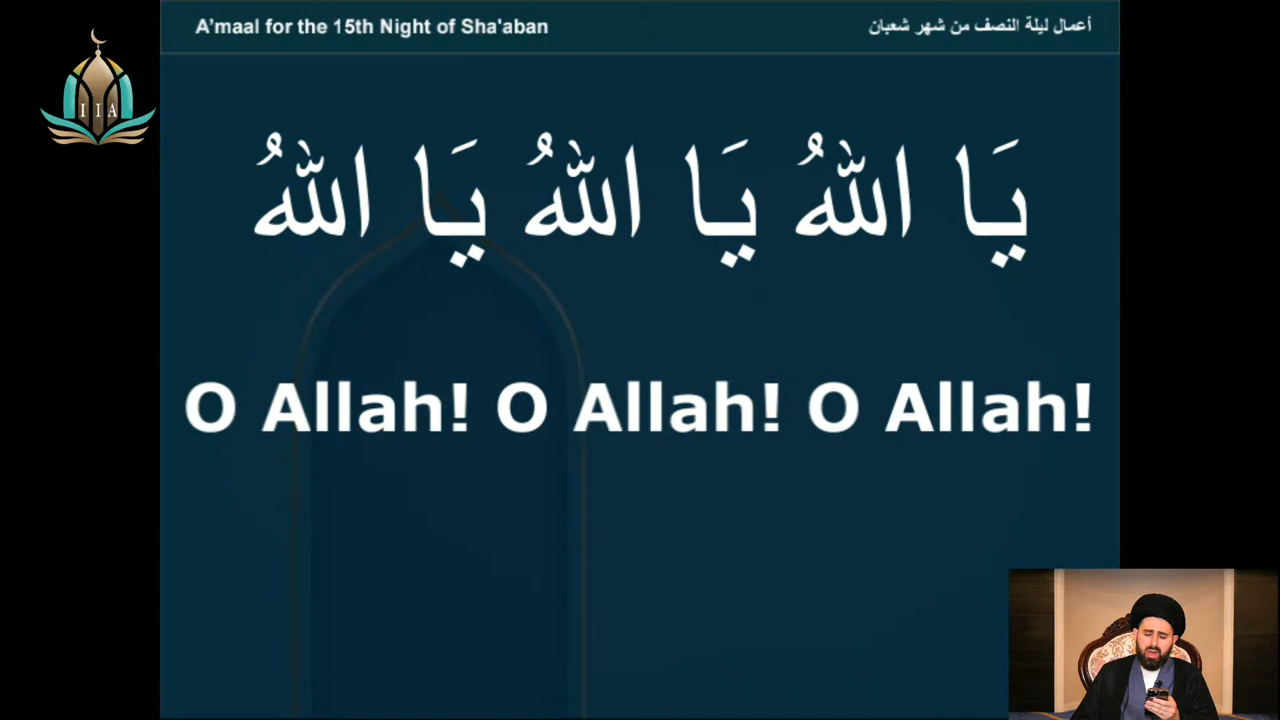 A'maal for the 15th Night of Sha'aban
أعمال ليلة النصف من شهر شعبان
IIA
يَا اللهُ يَا اللهُ يَا اللهُ
O Allah! O Allah! O Allah!